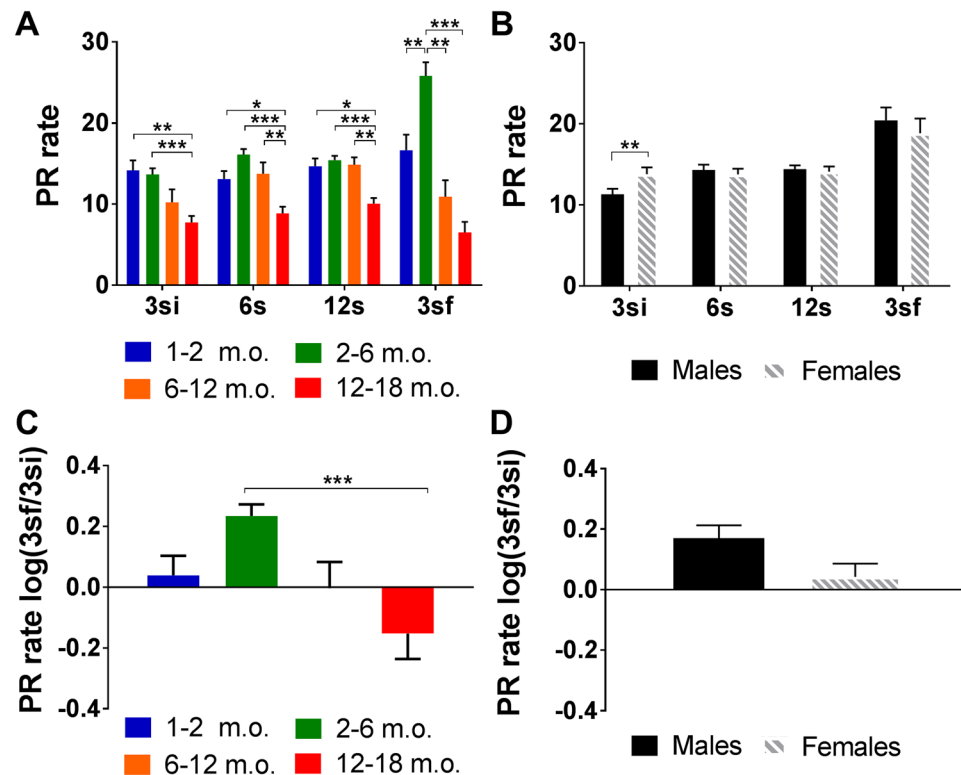 A
PR rate
30
20
10
0
** *** * *** ** * *** ** ** ** ***
3si 6s 12s 3sf
1-2 m.o. 2-6 m.o.
6-12 m.o. 12-18 m.o.
B
PR rate
30
20
10
0
**
3si 6s 12s 3sf
Males Females
C
PR rate log(3sf/3si)
0.4
0.2
0.0
-0.2
-0.4
***
1-2 m.o. 2-6 m.o.
6-12 m.o. 12-18 m.o.
D
PR rate log(3sf/3si)
0.4
0.2
0.0
-0.2
-0.4
Males Females